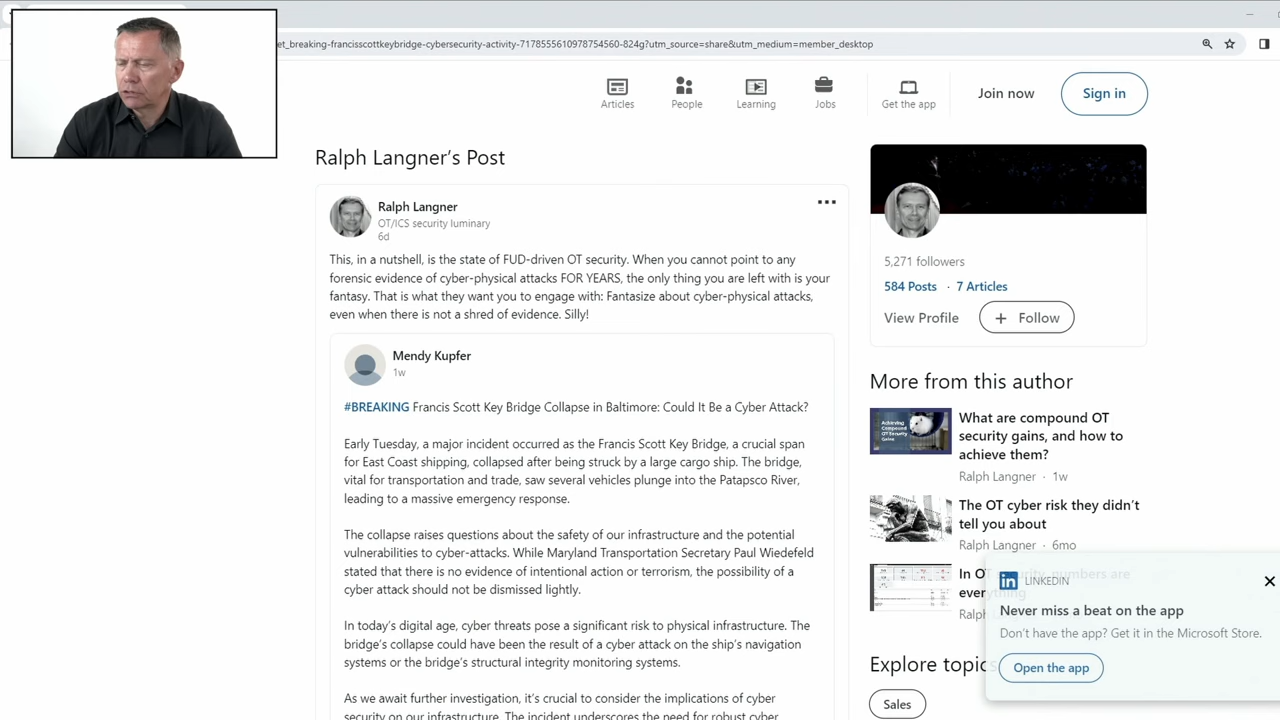 et_breaking-francisscottkeybridge-cybersecurity-activity-7178555610978754560-824g?utm_source=share&utm_medium=member_desktop
Articles
People
Learning
Jobs
Get the app
Join now
Sign in
Ralph Langner's Post
Ralph Langner
OT/ICS security luminary
6d
This, in a nutshell, is the state of FUD-driven OT security. When you cannot point to any
forensic evidence of cyber-physical attacks FOR YEARS, the only thing you are left with is your
fantasy. That is what they want you to engage with: Fantasize about cyber-physical attacks,
even when there is not a shred of evidence. Silly!
Mendy Kupfer
1w
#BREAKING Francis Scott Key Bridge Collapse in Baltimore: Could It Be a Cyber Attack?
Early Tuesday, a major incident occurred as the Francis Scott Key Bridge, a crucial span
for East Coast shipping, collapsed after being struck by a large cargo ship. The bridge,
vital for transportation and trade, saw several vehicles plunge into the Patapsco River,
leading to a massive emergency response.
The collapse raises questions about the safety of our infrastructure and the potential
vulnerabilities to cyber-attacks. While Maryland Transportation Secretary Paul Wiedefeld
stated that there is no evidence of intentional action or terrorism, the possibility of a
cyber attack should not be dismissed lightly.
In today's digital age, cyber threats pose a significant risk to physical infrastructure. The
bridge's collapse could have been the result of a cyber attack on the ship's navigation
systems or the bridge's structural integrity monitoring systems.
As we await further investigation, it's crucial to consider the implications of cyber
security on our infrastructure. The incident underscores the need for robust cyber
5,271 followers
584 Posts · 7 Articles
View Profile
+ Follow
More from this author
Achieving
Compound
OT Security
Gains
What are compound OT
security gains, and how to
achieve them?
Ralph Langner · 1w
The OT cyber risk they didn't
tell you about
Ralph Langner · 6mo
In OT security, numbers are
everything
Ralph
Explore topics
Sales
LINKEDIN
Never miss a beat on the app
Don't have the app? Get it in the Microsoft Store.
Open the app